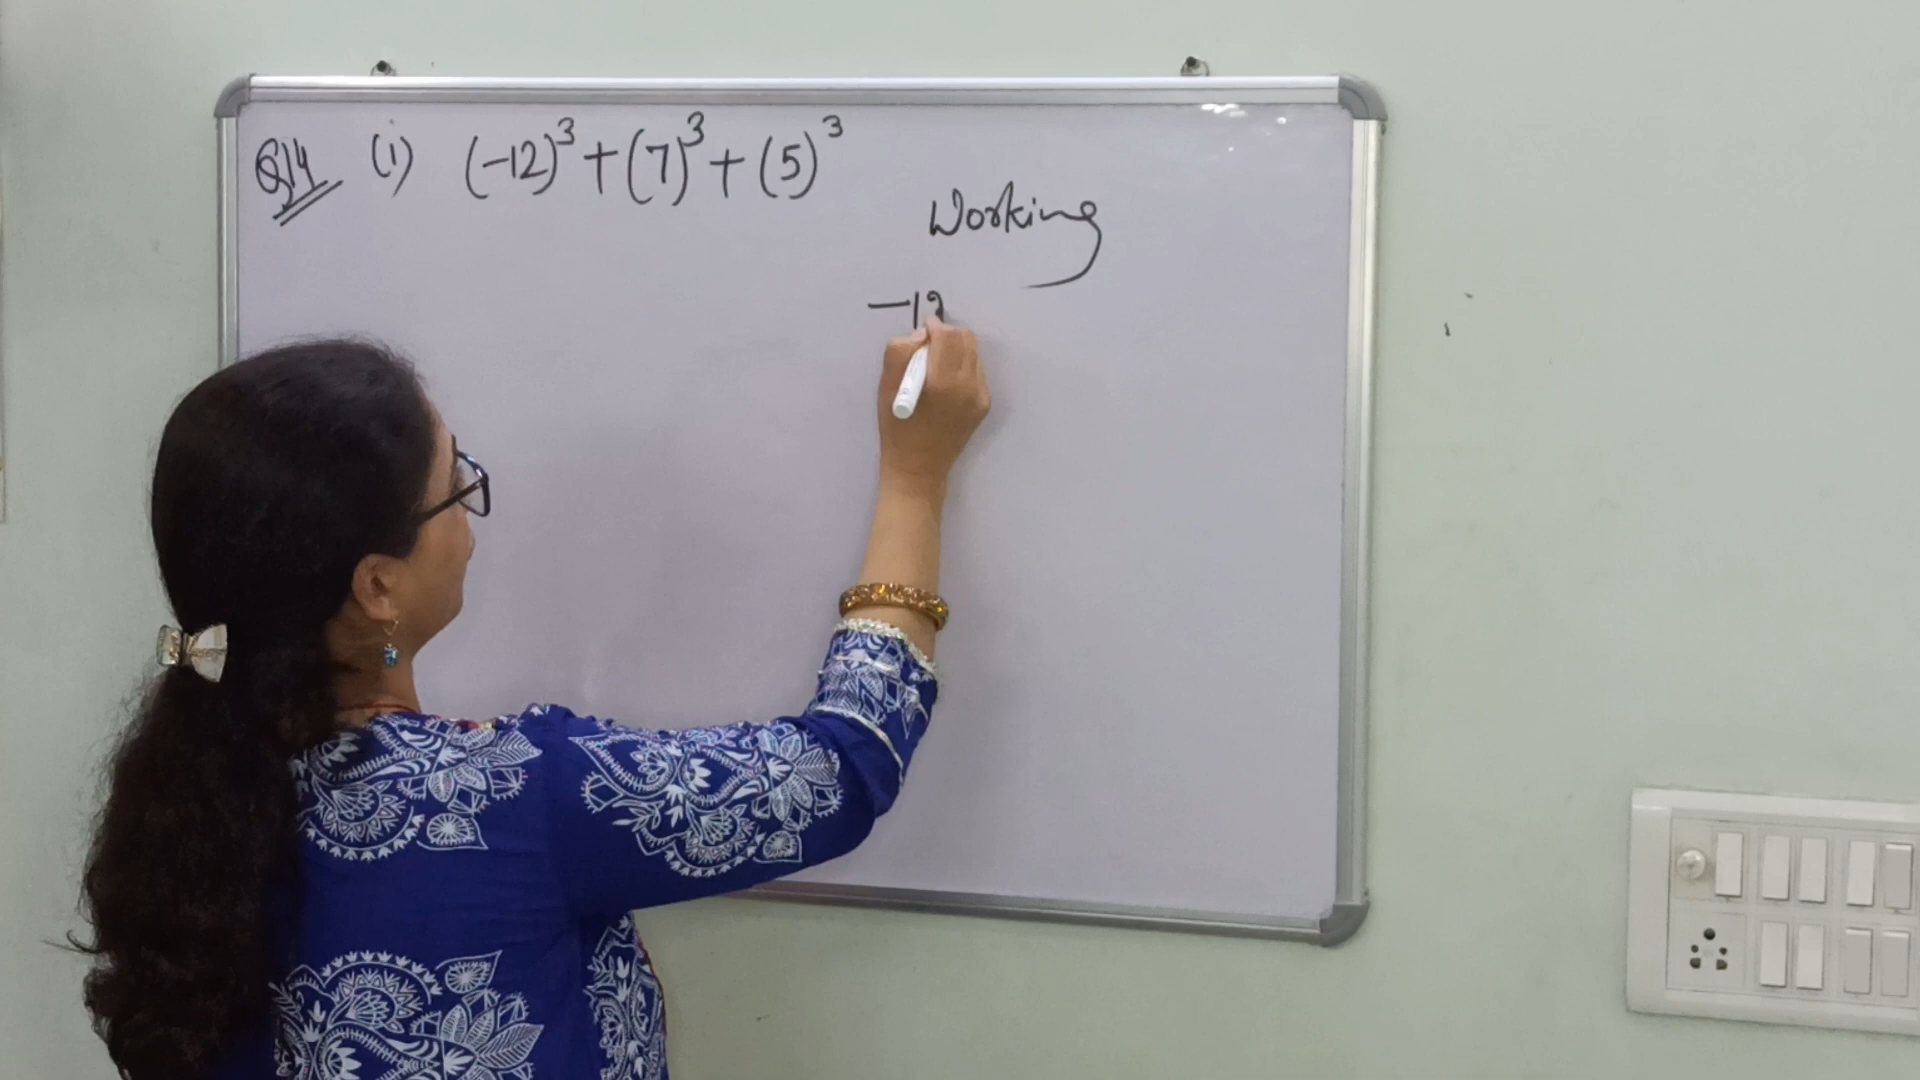 Q14 (i) (-12)³ + (7)³ + (5)³
Working
-12